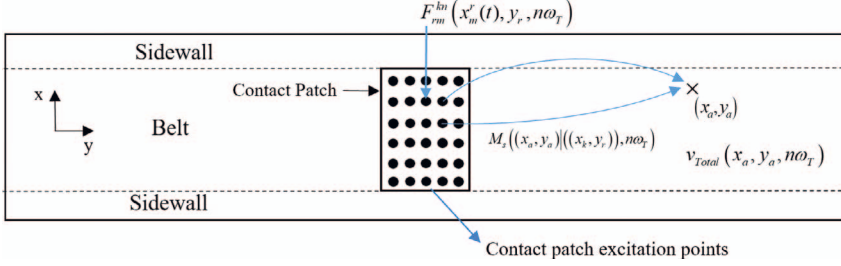 F_{rm}^{kn}(x_m^r(t), y_r, nω_T)
Sidewall
Contact Patch
x
y
Belt
(x_a, y_a)
M_s((x_a, y_a)|((x_k, y_r)), nω_T)
v_{Total}(x_a, y_a, nω_T)
Sidewall
Contact patch excitation points